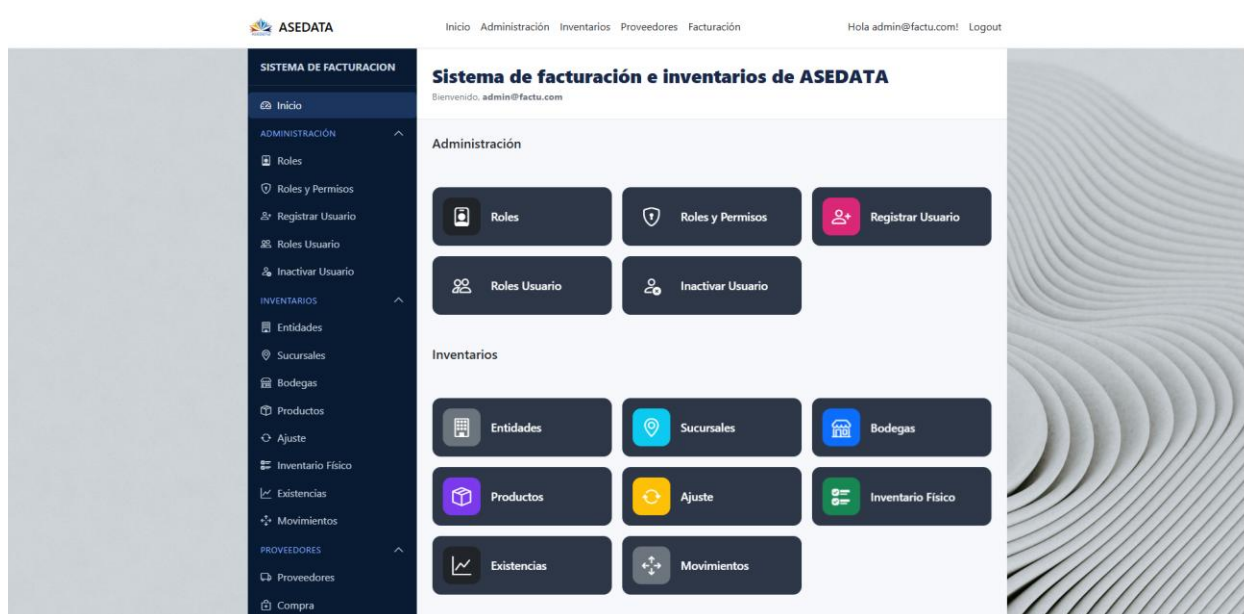 ASEDATA
Inicio Administración Inventarios Proveedores Facturación
Hola admin@factu.com! Logout
SISTEMA DE FACTURACION
Inicio
ADMINISTRACIÓN
Roles
Roles y Permisos
Registrar Usuario
Roles Usuario
Inactivar Usuario
INVENTARIOS
Entidades
Sucursales
Bodegas
Productos
Ajuste
Inventario Físico
Existencias
Movimientos
PROVEEDORES
Proveedores
Compra
Sistema de facturación e inventarios de ASEDATA
Bienvenido, admin@factu.com
Administración
Roles
Roles y Permisos
Registrar Usuario
Roles Usuario
Inactivar Usuario
Inventarios
Entidades
Sucursales
Bodegas
Productos
Ajuste
Inventario Físico
Existencias
Movimientos